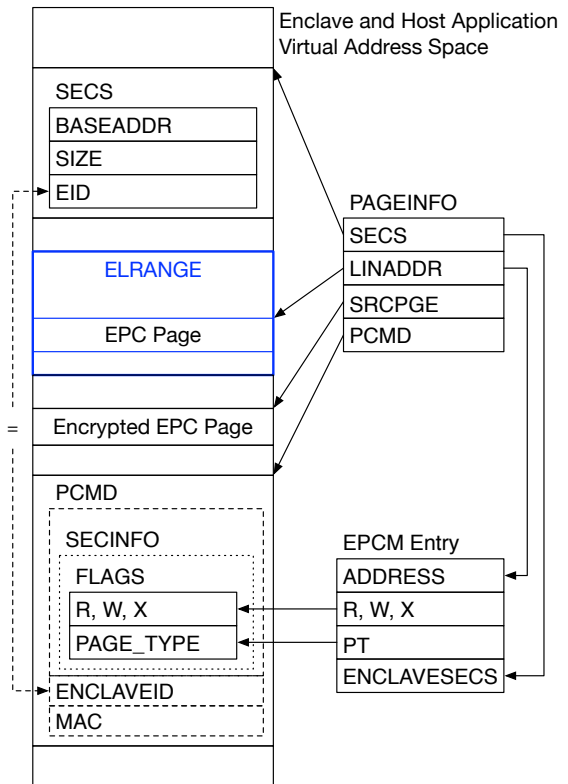 Enclave and Host Application
Virtual Address Space
SECS
BASEADDR
SIZE
EID
PAGEINFO
SECS
LINADDR
SRCPGE
PCMD
ELRANGE
EPC Page
=
Encrypted EPC Page
PCMD
SECINFO
FLAGS
R, W, X
PAGE_TYPE
ENCLAVEID
MAC
EPCM Entry
ADDRESS
R, W, X
PT
ENCLAVESECS